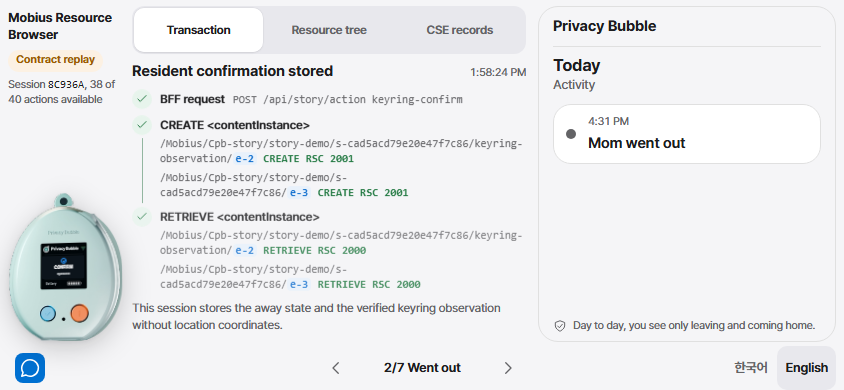 Mobius Resource
Browser
Contract replay
Session 8C936A, 38 of
40 actions available
Privacy Bubble
Privacy Bubble
CONFIRM
Transaction
Resource tree
CSE records
Resident confirmation stored
1:58:24 PM
BFF request POST /api/story/action keyring-confirm
CREATE <contentInstance>
/Mobius/Cpb-story/story-demo/s-cad5acd79e20e47f7c86/keyring-
observation/ e-2 CREATE RSC 2001
/Mobius/Cpb-story/story-demo/s-
cad5acd79e20e47f7c86/ e-3 CREATE RSC 2001
RETRIEVE <contentInstance>
/Mobius/Cpb-story/story-demo/s-cad5acd79e20e47f7c86/keyring-
observation/ e-2 RETRIEVE RSC 2000
/Mobius/Cpb-story/story-demo/s-
cad5acd79e20e47f7c86/ e-3 RETRIEVE RSC 2000
This session stores the away state and the verified keyring observation
without location coordinates.
2/7 Went out
Privacy Bubble
Today
Activity
4:31 PM
Mom went out
Day to day, you see only leaving and coming home.
한국어
English